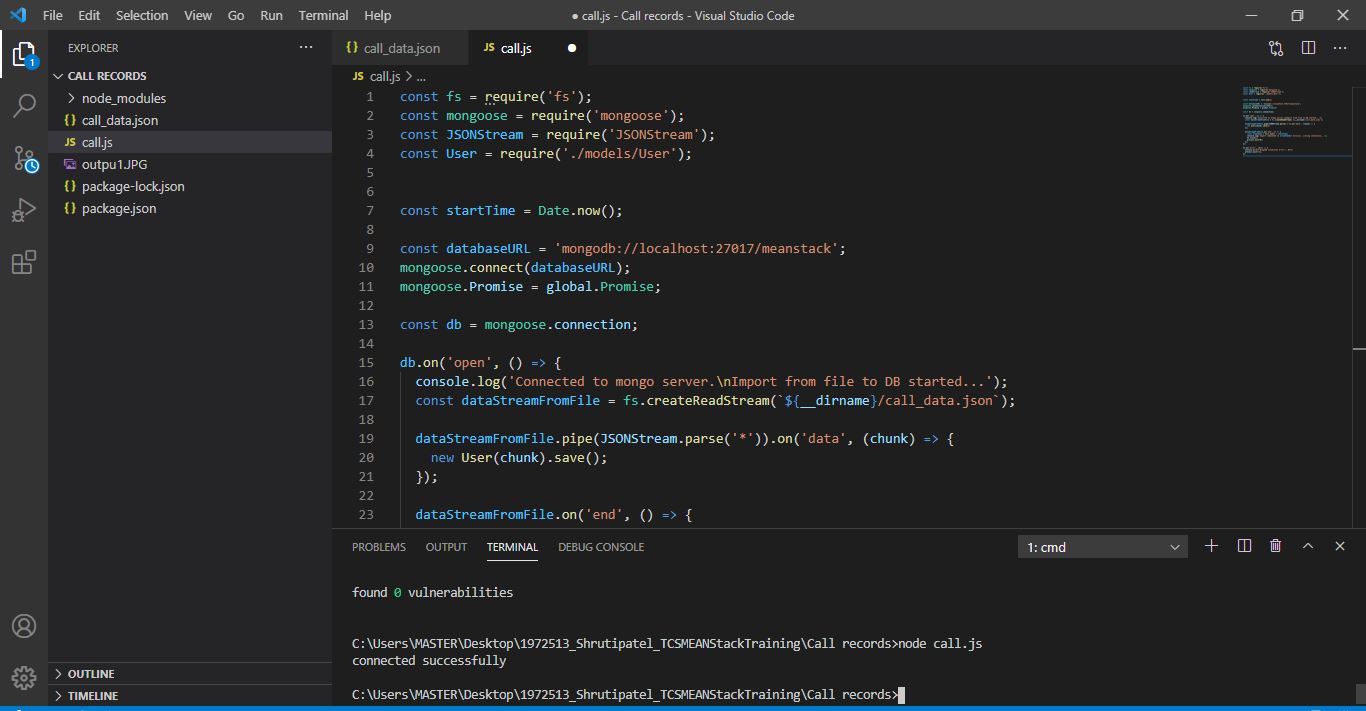 File Edit Selection View Go Run Terminal Help
● call.js - Call records - Visual Studio Code
EXPLORER
1
CALL RECORDS
node_modules
{} call_data.json
JS call.js
outpu1.JPG
{} package-lock.json
{} package.json
OUTLINE
TIMELINE
{} call_data.json
JS call.js ●
JS call.js > ...
1 const fs = require('fs');
2 const mongoose = require('mongoose');
3 const JSONStream = require('JSONStream');
4 const User = require('./models/User');
5
6
7 const startTime = Date.now();
8
9 const databaseURL = 'mongodb://localhost:27017/meanstack';
10 mongoose.connect(databaseURL);
11 mongoose.Promise = global.Promise;
12
13 const db = mongoose.connection;
14
15 db.on('open', () => {
16 console.log('Connected to mongo server.\nImport from file to DB started...');
17 const dataStreamFromFile = fs.createReadStream(`${__dirname}/call_data.json`);
18
19 dataStreamFromFile.pipe(JSONStream.parse('*')).on('data', (chunk) => {
20 new User(chunk).save();
21 });
22
23 dataStreamFromFile.on('end', () => {
PROBLEMS OUTPUT TERMINAL DEBUG CONSOLE
1: cmd
found 0 vulnerabilities
C:\Users\MASTER\Desktop\1972513_Shrutipatel_TCSMEANStackTraining\Call records>node call.js
connected successfully
C:\Users\MASTER\Desktop\1972513_Shrutipatel_TCSMEANStackTraining\Call records>